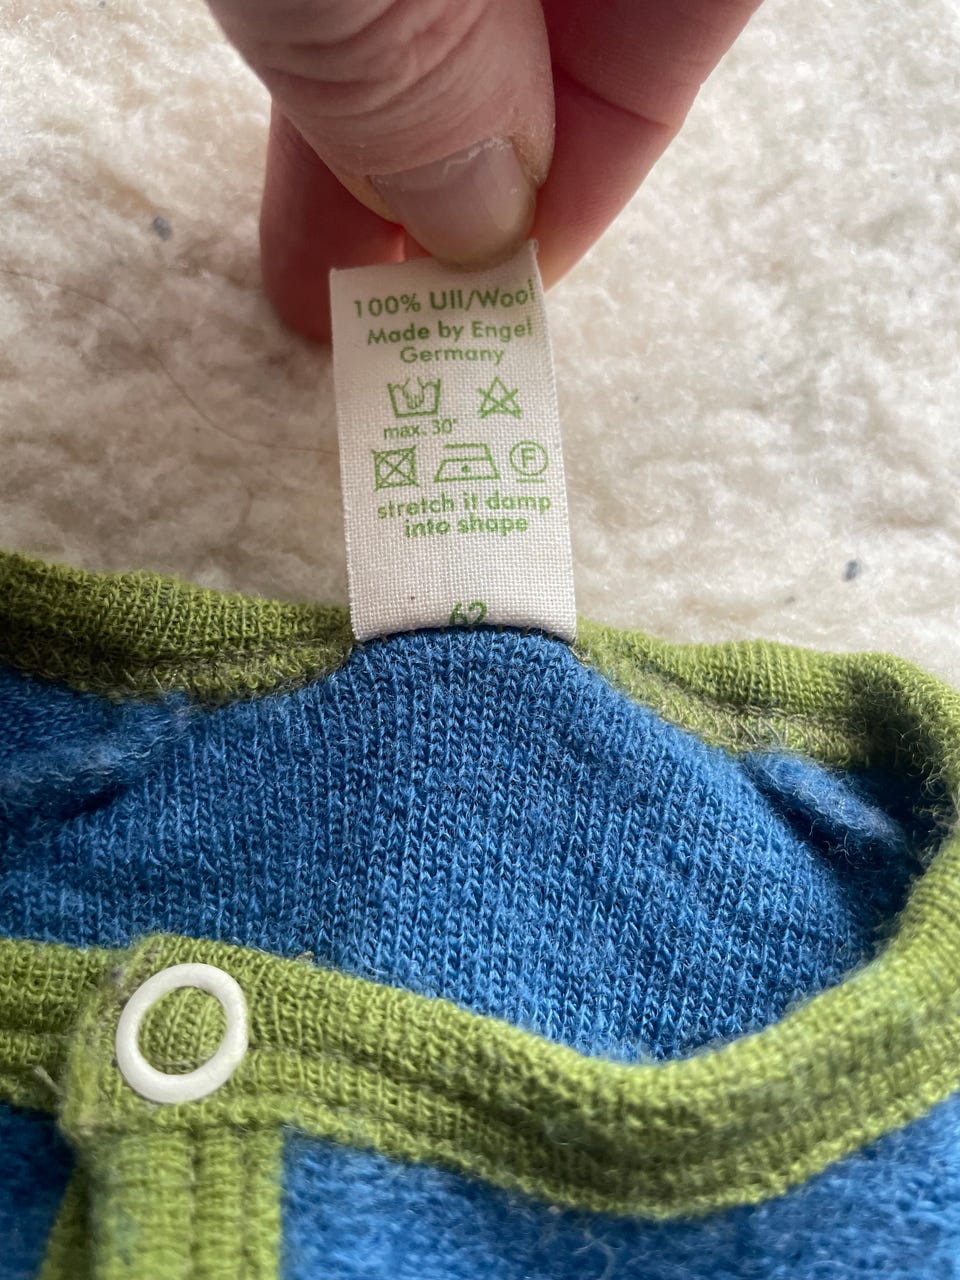 100% Ull/Wool
Made by Engel
Germany
max. 30°
F
stretch it damp
into shape
62